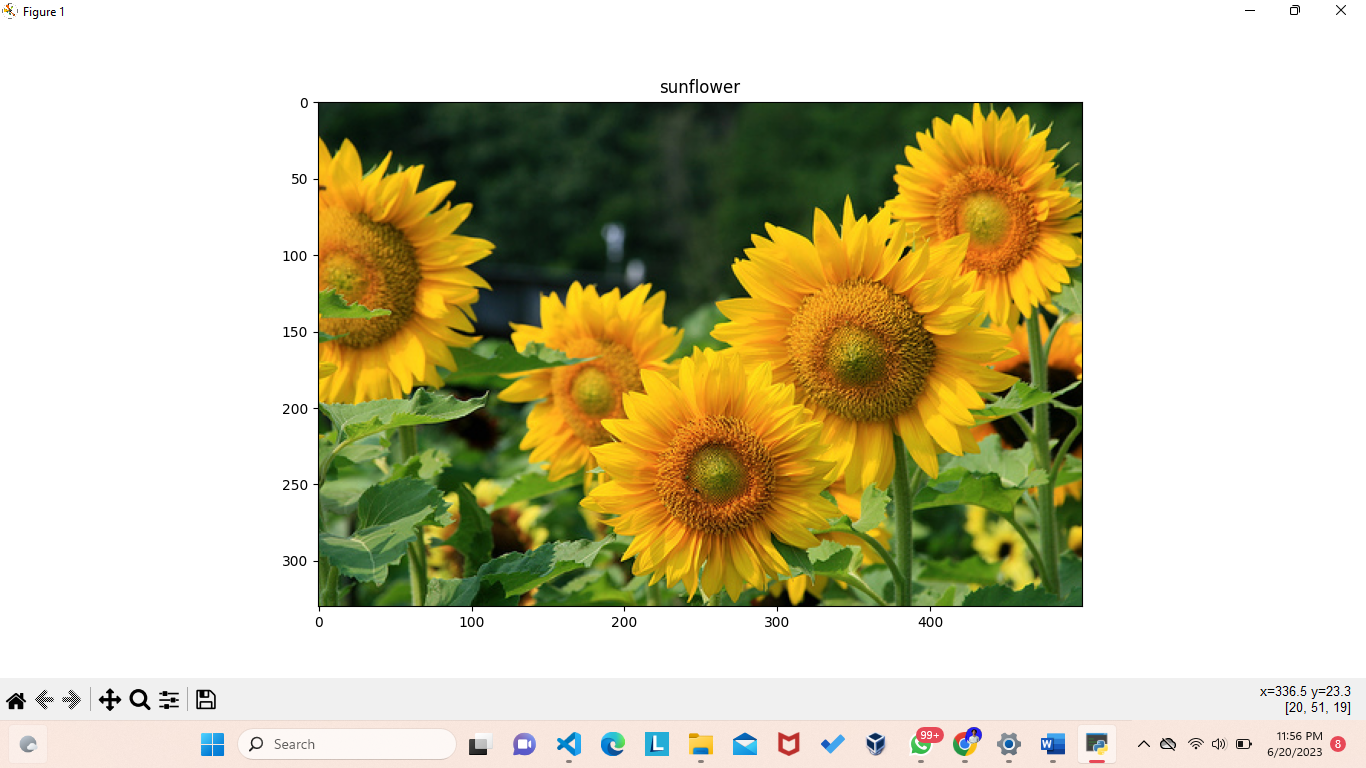 Figure 1
sunflower
0
50
100
150
200
250
300
0 100 200 300 400
x=336.5 y=23.3
[20, 51, 19]
Search
L
99+
W
11:56 PM
6/20/2023
8